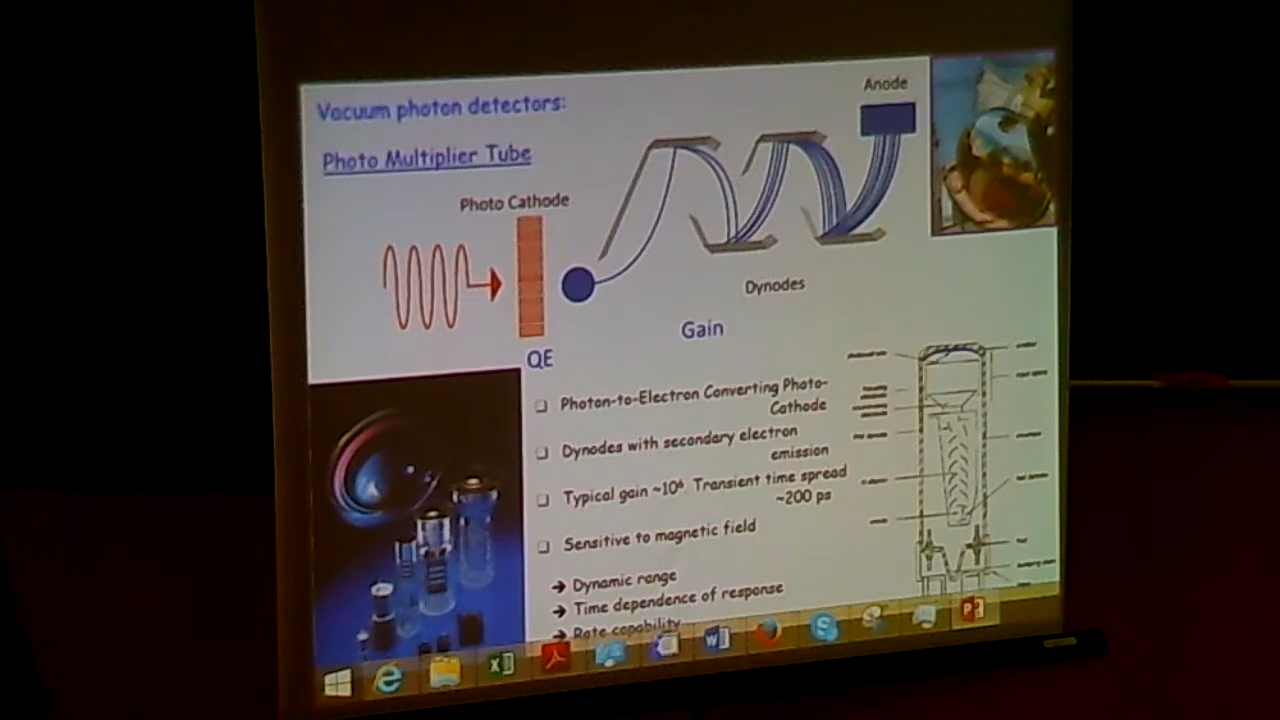 Vacuum photon detectors:
Anode
Photo Multiplier Tube
Photo Cathode
Dynodes
Gain
QE
❑ Photon-to-Electron Converting Photo-
Cathode
❑ Dynodes with secondary electron
emission
❑ Typical gain ~10⁶ Transient time spread
~200 ps
❑ Sensitive to magnetic field
→ Dynamic range
→ Time dependence of response
→ Rate capability